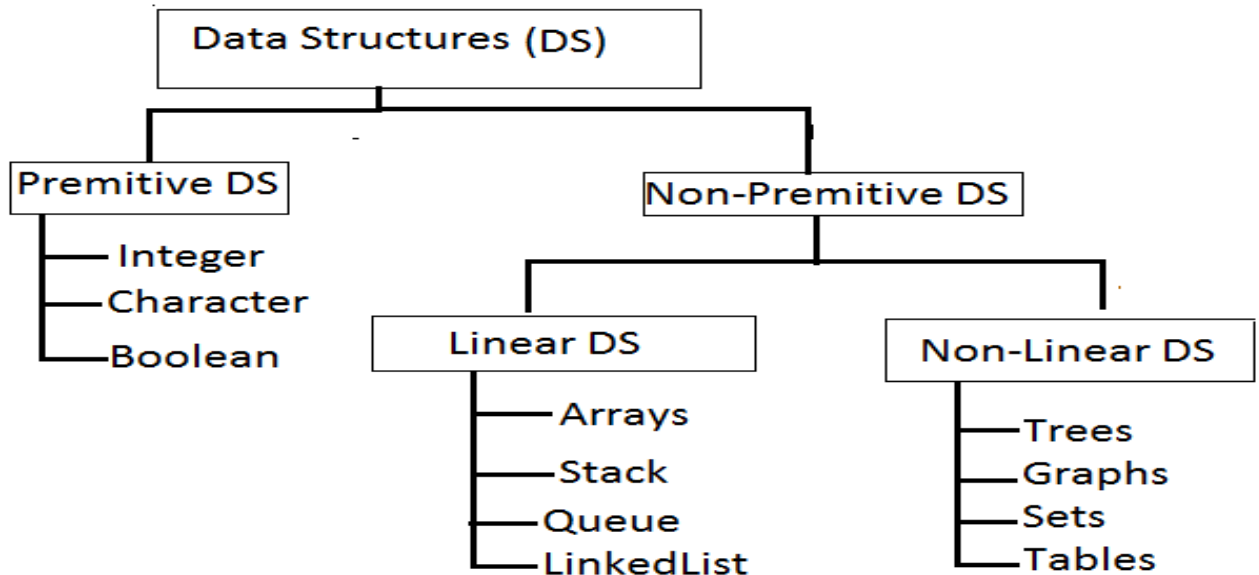 Data Structures (DS)
Premitive DS
Integer
Character
Boolean
Non-Premitive DS
Linear DS
Arrays
Stack
Queue
LinkedList
Non-Linear DS
Trees
Graphs
Sets
Tables